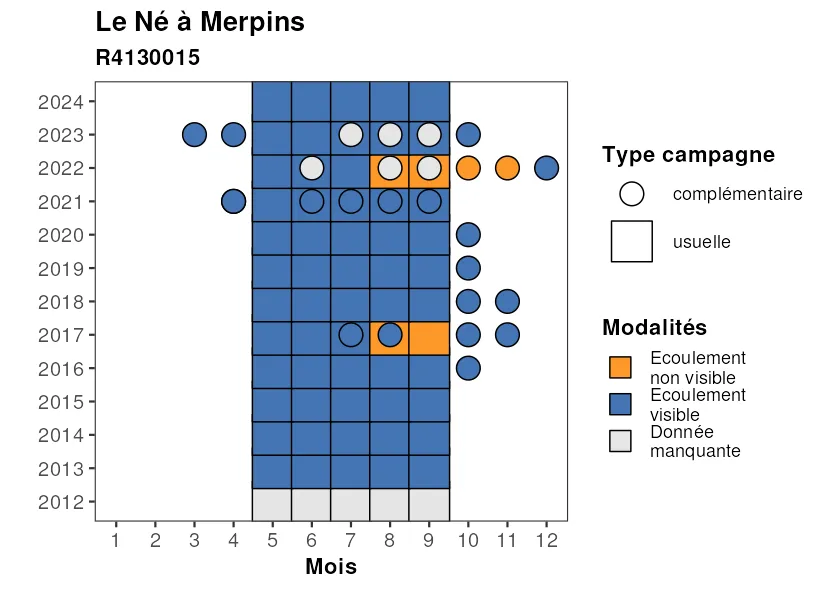 Le Né à Merpins
R4130015
2024
2023
2022
2021
2020
2019
2018
2017
2016
2015
2014
2013
2012
1 2 3 4 5 6 7 8 9 10 11 12
Mois
Type campagne
complémentaire
usuelle
Modalités
Ecoulement
non visible
Ecoulement
visible
Donnée
manquante